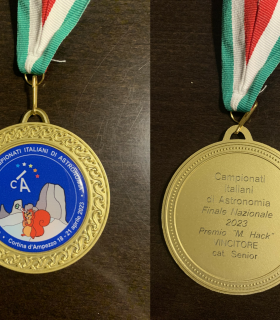 CAMPIONATI ITALIANI DI ASTRONOMIA
Cortina d'Ampezzo 18 - 21 aprile 2023
Campionati
Italiani
di Astronomia
Finale Nazionale
2023
Premio "M. Hack"
VINCITORE
cat. Senior